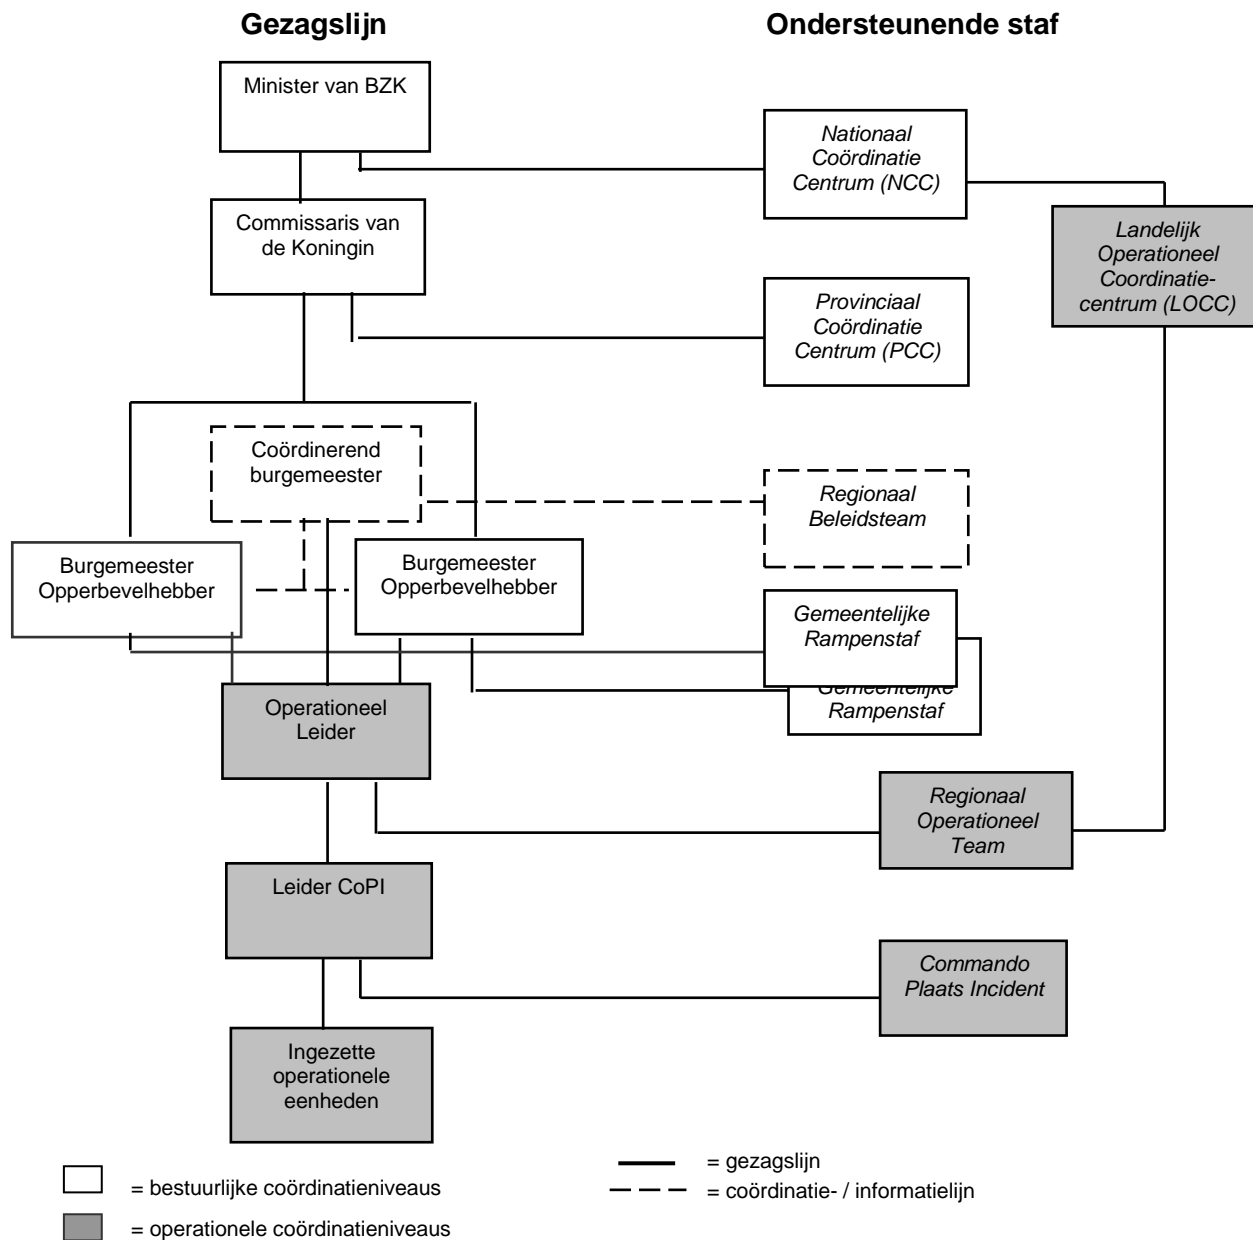 Gezagslijn
Ondersteunende staf
Minister van BZK
Nationaal
Coördinatie
Centrum (NCC)
Commissaris van
de Koningin
Landelijk
Operationeel
Coordinatie-
centrum (LOCC)
Provinciaal
Coördinatie
Centrum (PCC)
Coördinerend
burgemeester
Regionaal
Beleidsteam
Burgemeester
Opperbevelhebber
Burgemeester
Opperbevelhebber
Gemeentelijke
Rampenstaf
Gemeentelijke
Rampenstaf
Operationeel
Leider
Regionaal
Operationeel
Team
Leider CoPI
Commando
Plaats Incident
Ingezette
operationele
eenheden
= bestuurlijke coördinatieniveaus
= operationele coördinatieniveaus
= gezagslijn
= coördinatie- / informatielijn